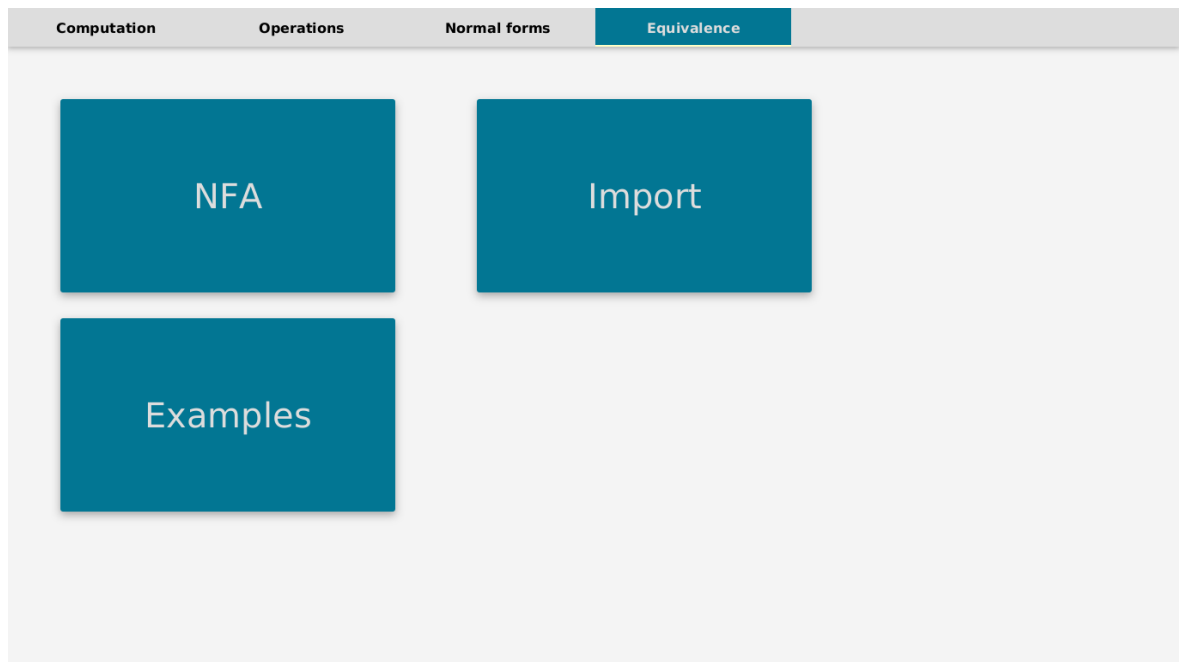 Computation
Operations
Normal forms
Equivalence
NFA
Import
Examples